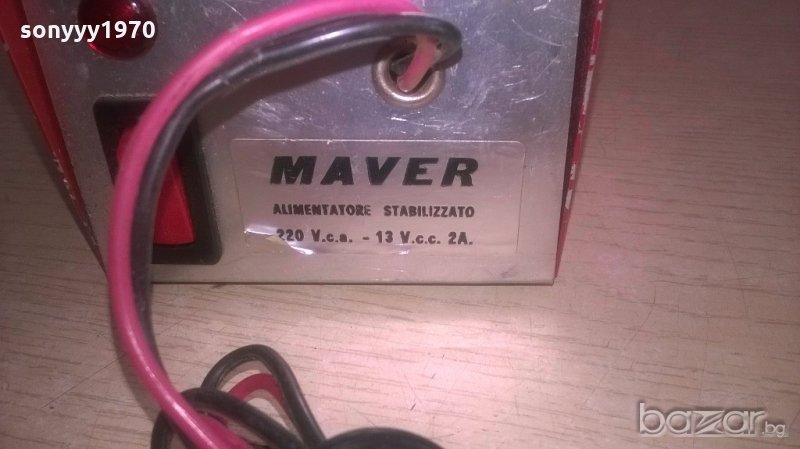 sonyyy1970
MAVER
ALIMENTATORE STABILIZZATO
220 V.c.a. - 13 V.c.c. 2A.
bazar.bg